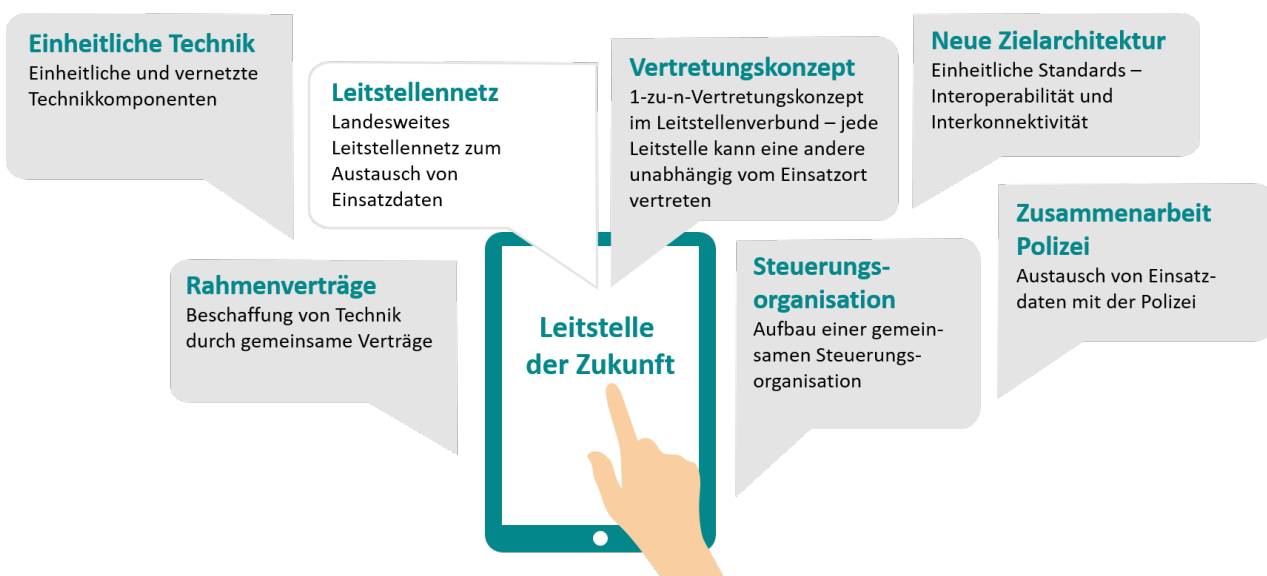 Einheitliche Technik
Einheitliche und vernetzte
Technikkomponenten
Leitstellennetz
Landesweites
Leitstellennetz zum
Austausch von
Einsatzdaten
Vertretungskonzept
1-zu-n-Vertretungskonzept
im Leitstellenverbund – jede
Leitstelle kann eine andere
unabhängig vom Einsatzort
vertreten
Neue Zielarchitektur
Einheitliche Standards –
Interoperabilität und
Interkonnektivität
Rahmenverträge
Beschaffung von Technik
durch gemeinsame Verträge
Leitstelle
der Zukunft
Steuerungs-
organisation
Aufbau einer gemein-
samen Steuerungs-
organisation
Zusammenarbeit
Polizei
Austausch von Einsatz-
daten mit der Polizei